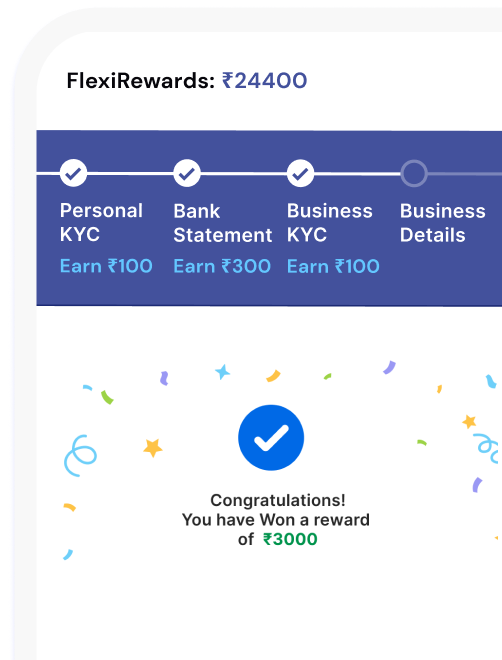 FlexiRewards: ₹24400
Personal KYC
Earn ₹100
Bank Statement
Earn ₹300
Business KYC
Earn ₹100
Business Details
Congratulations!
You have Won a reward
of ₹3000